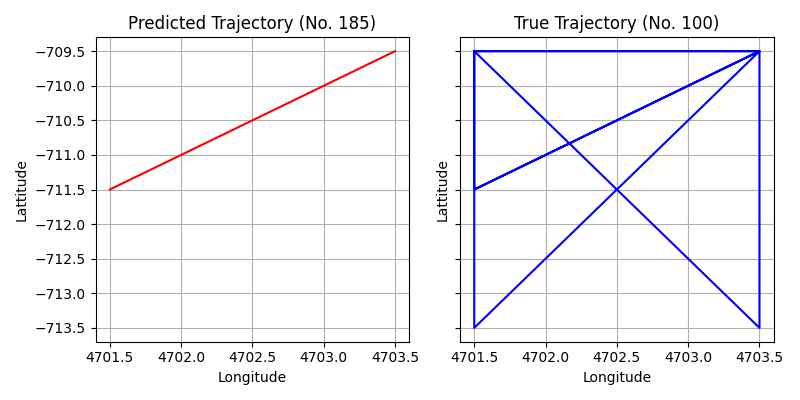 Predicted Trajectory (No. 185)
True Trajectory (No. 100)
Lattitude
−709.5
−710.0
−710.5
−711.0
−711.5
−712.0
−712.5
−713.0
−713.5
4701.5 4702.0 4702.5 4703.0 4703.5
Longitude
Lattitude
4701.5 4702.0 4702.5 4703.0 4703.5
Longitude